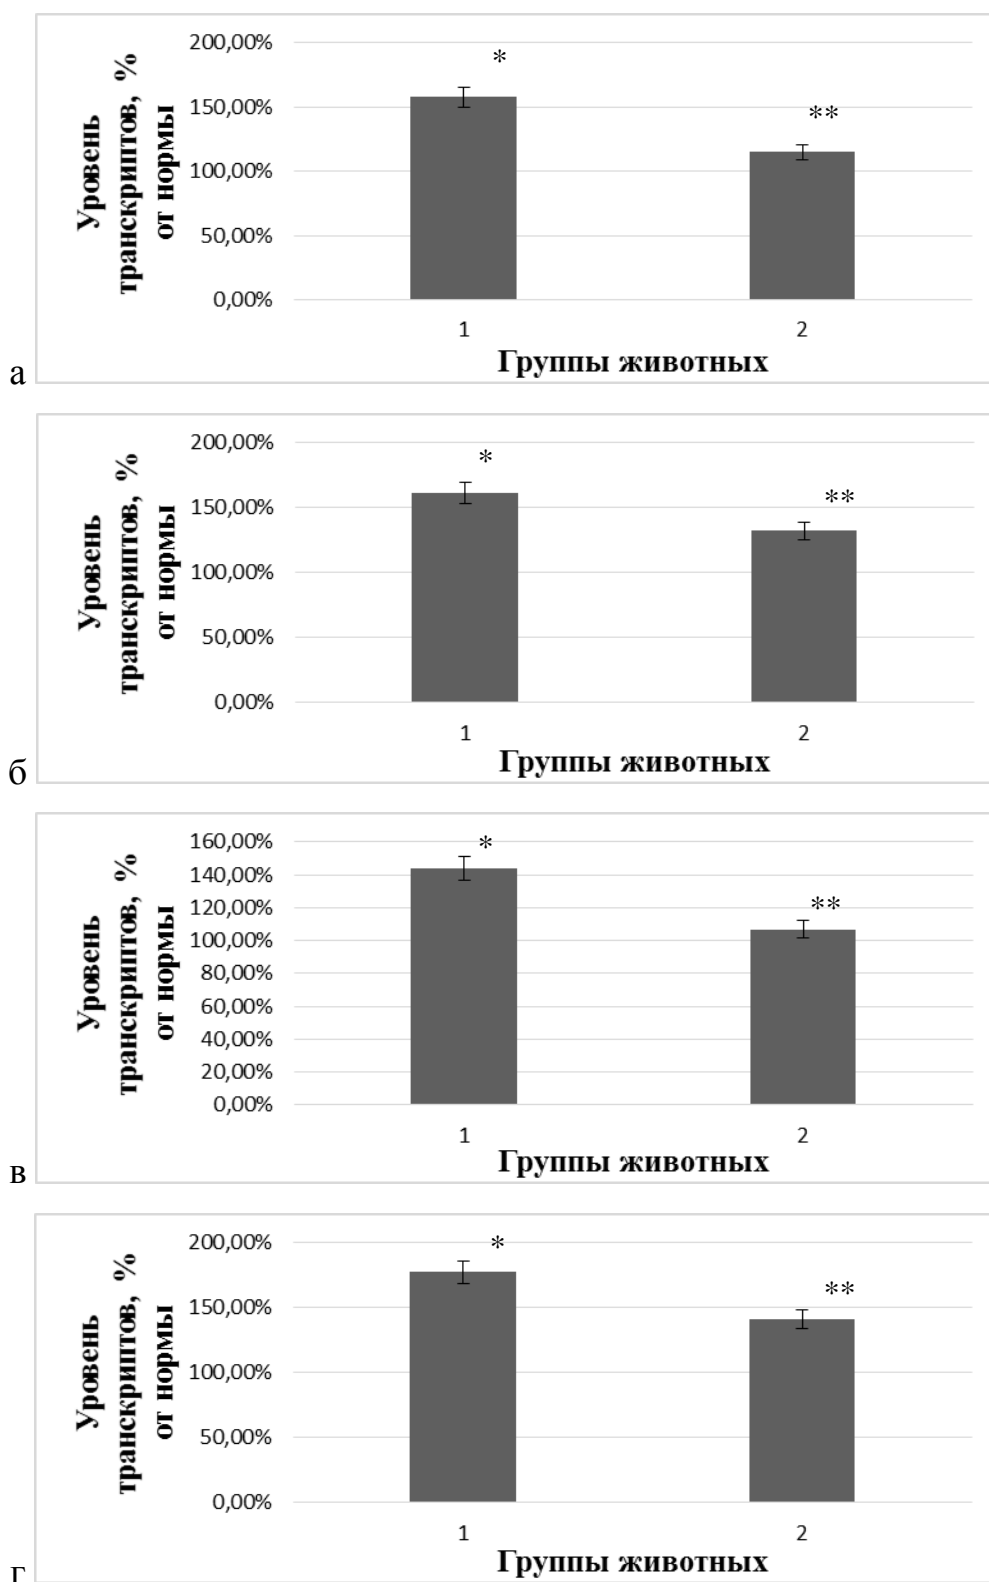 200,00%
150,00%
100,00%
50,00%
0,00%
Уровень
транскриптов, %
от нормы
*
**
1
2
Группы животных
а
200,00%
150,00%
100,00%
50,00%
0,00%
Уровень
транскриптов, %
от нормы
*
**
1
2
Группы животных
б
160,00%
140,00%
120,00%
100,00%
80,00%
60,00%
40,00%
20,00%
0,00%
Уровень
транскриптов, %
от нормы
*
**
1
2
Группы животных
в
200,00%
150,00%
100,00%
50,00%
0,00%
Уровень
транскриптов, %
от нормы
*
**
1
2
Группы животных
г